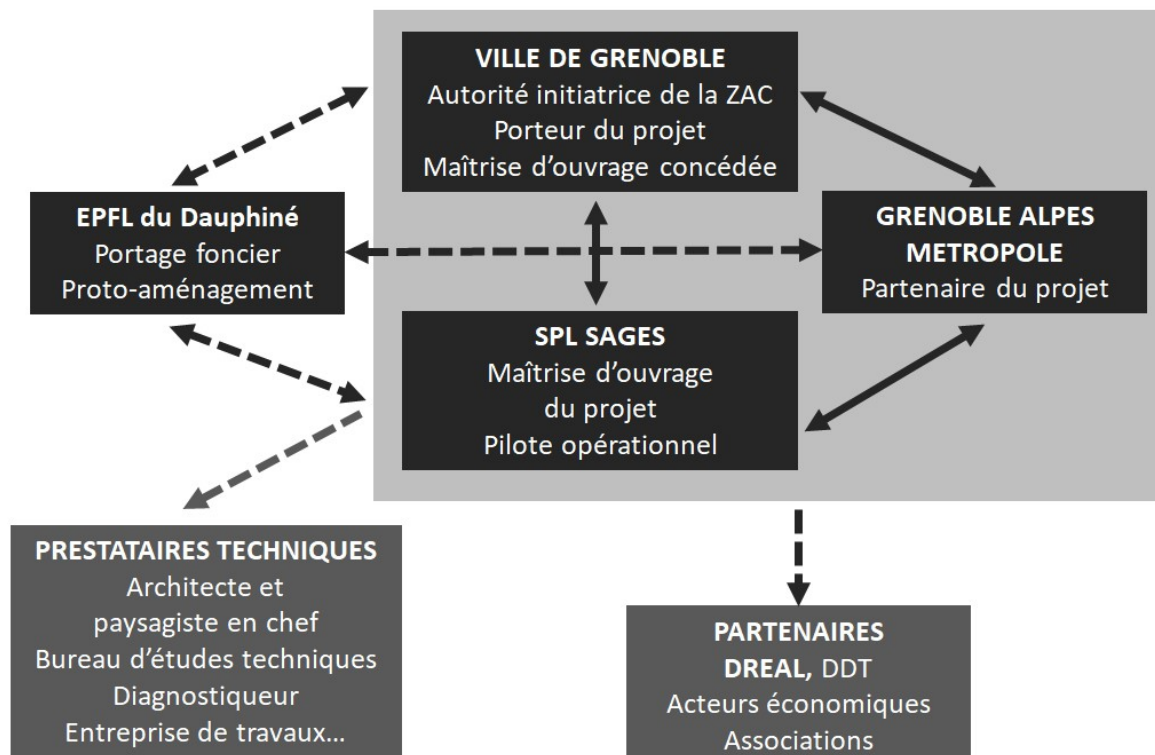 VILLE DE GRENOBLE
Autorité initiatrice de la ZAC
Porteur du projet
Maîtrise d’ouvrage concédée
EPFL du Dauphiné
Portage foncier
Proto-aménagement
GRENOBLE ALPES
METROPOLE
Partenaire du projet
SPL SAGES
Maîtrise d’ouvrage
du projet
Pilote opérationnel
PRESTATAIRES TECHNIQUES
Architecte et
paysagiste en chef
Bureau d’études techniques
Diagnostiqueur
Entreprise de travaux…
PARTENAIRES
DREAL, DDT
Acteurs économiques
Associations